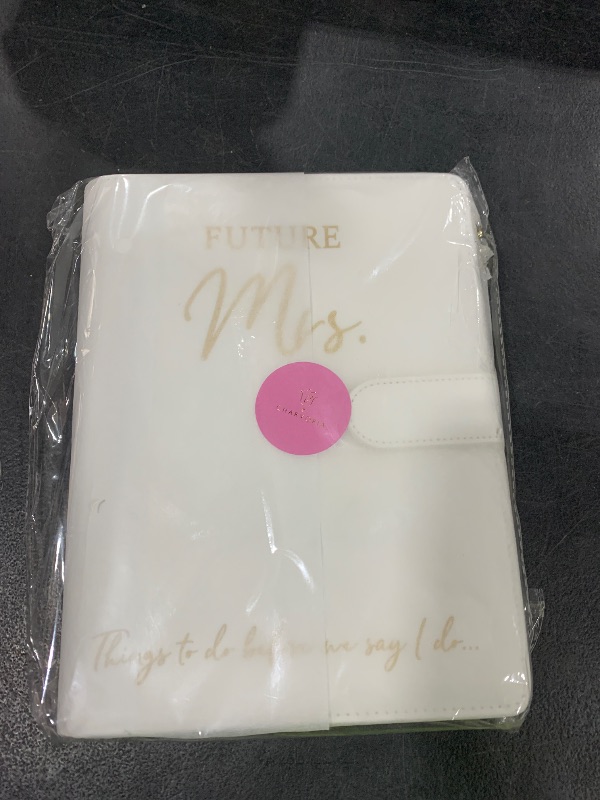 FUTURE
Mrs.
Things to do before we say I do...